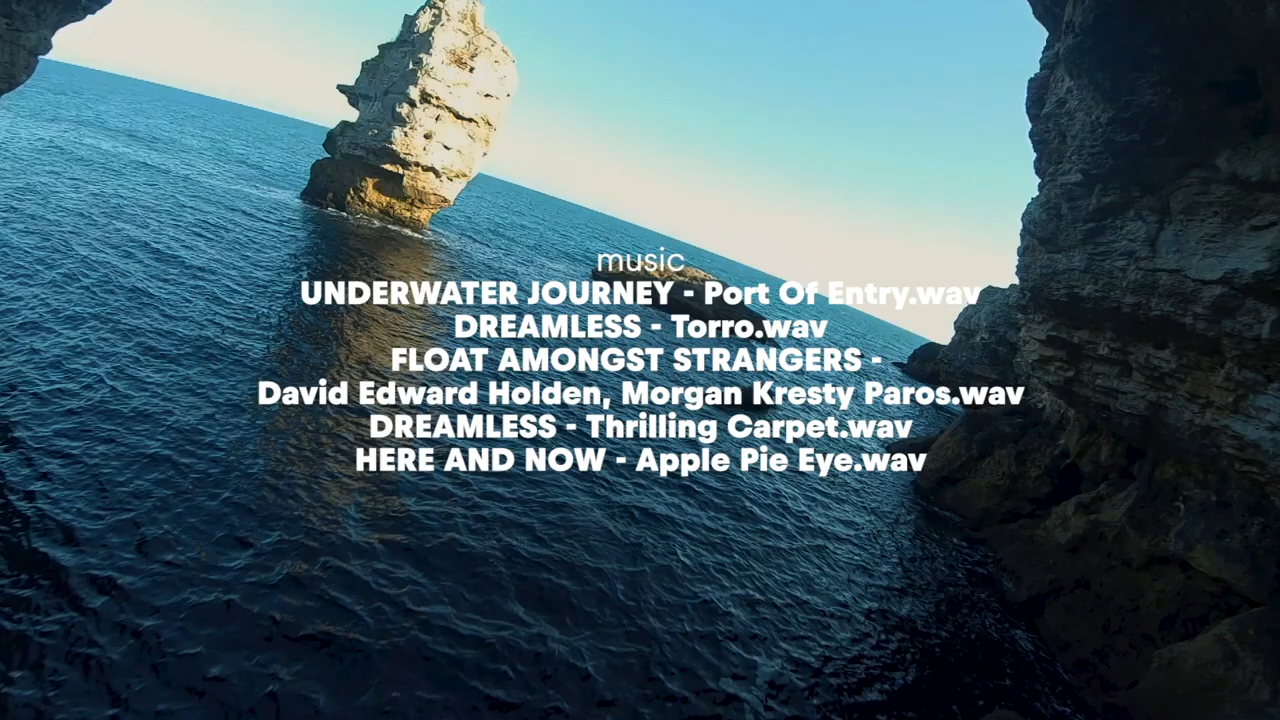 music
UNDERWATER JOURNEY - Port Of Entry.wav
DREAMLESS - Torro.wav
FLOAT AMONGST STRANGERS -
David Edward Holden, Morgan Kresty Paros.wav
DREAMLESS - Thrilling Carpet.wav
HERE AND NOW - Apple Pie Eye.wav